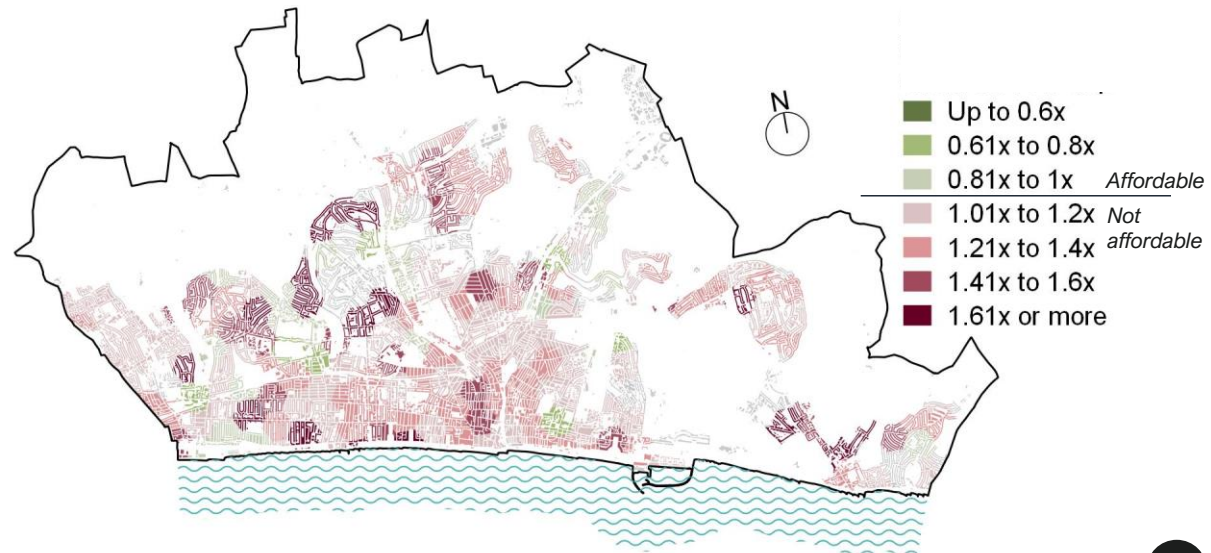 N
Up to 0.6x
0.61x to 0.8x
0.81x to 1x Affordable
1.01x to 1.2x Not
1.21x to 1.4x affordable
1.41x to 1.6x
1.61x or more